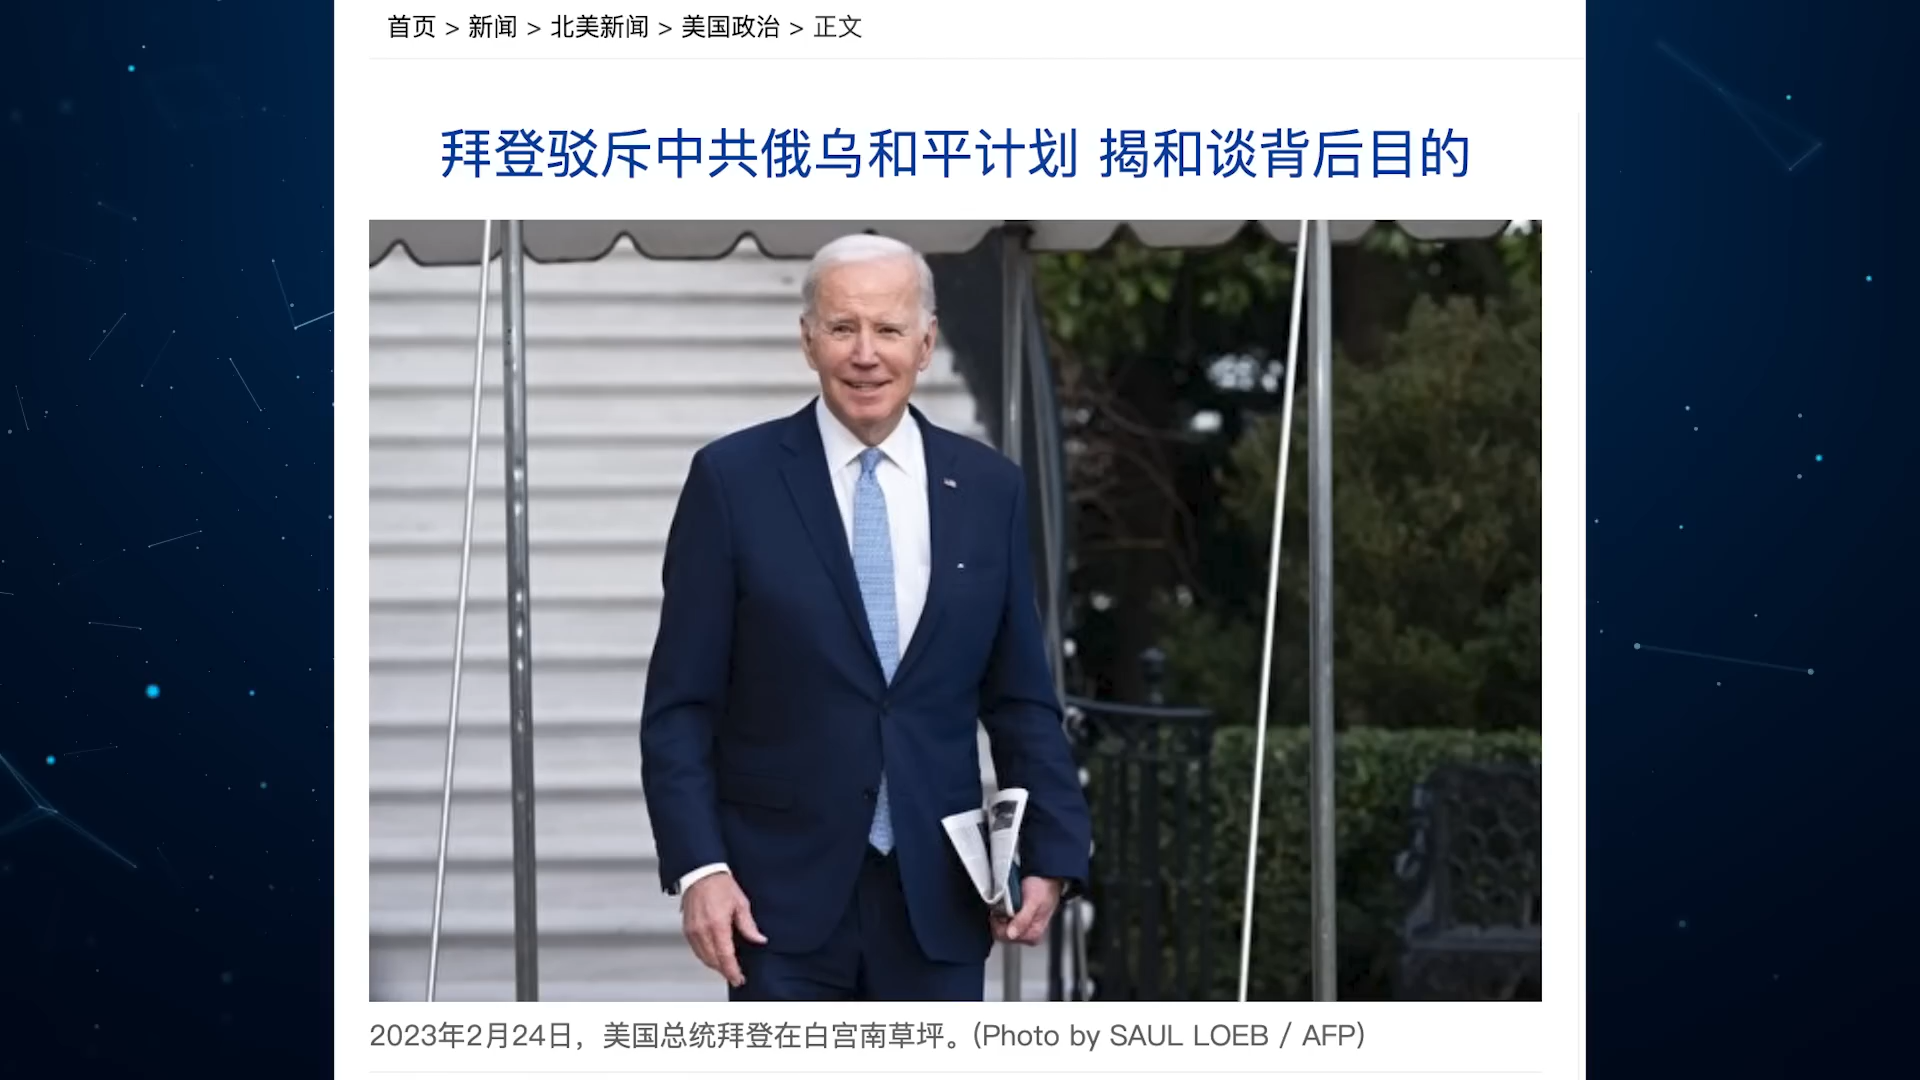 首页 > 新闻 > 北美新闻 > 美国政治 > 正文
拜登驳斥中共俄乌和平计划 揭和谈背后目的
2023年2月24日，美国总统拜登在白宫南草坪。(Photo by SAUL LOEB / AFP)